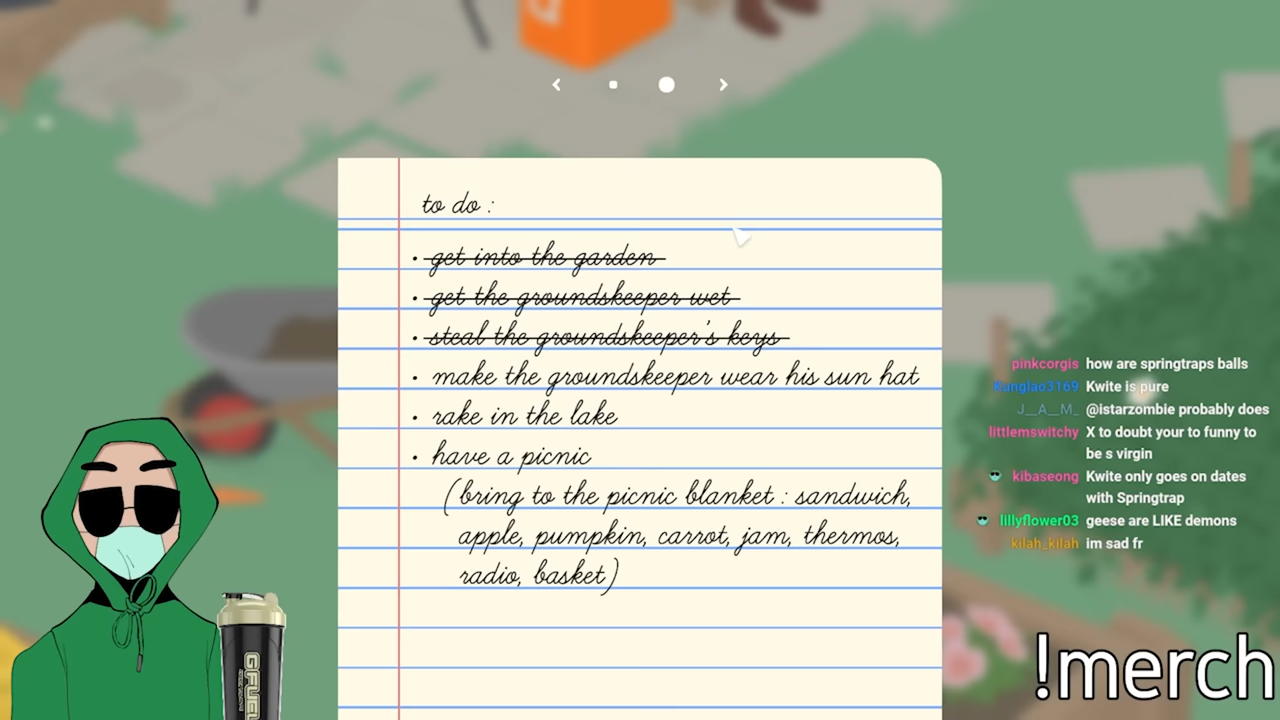 to do :
• get into the garden
• get the groundskeeper wet
• steal the groundskeeper's keys
• make the groundskeeper wear his sun hat
• rake in the lake
• have a picnic
(bring to the picnic blanket : sandwich,
apple, pumpkin, carrot, jam, thermos,
radio, basket)
pinkcorgis how are springtraps balls
Kunglao3169 Kwite is pure
J__A__M_ @istarzombie probably does
littlemswitchy X to doubt your to funny to
be s virgin
kibaseong Kwite only goes on dates
with Springtrap
lillyflower03 geese are LIKE demons
kilah_kilah im sad fr
GFUEL
!merch